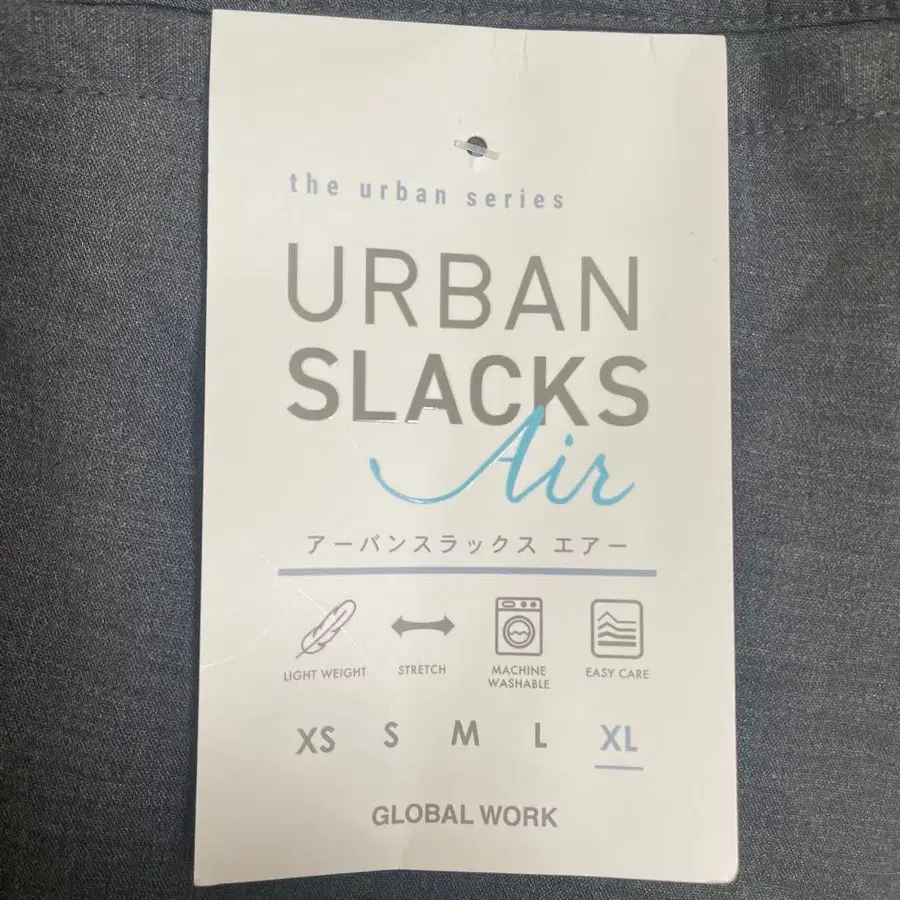 the urban series
URBAN
SLACKS
Air
アーバンスラックス エアー
LIGHT WEIGHT STRETCH MACHINE WASHABLE EASY CARE
XS S M L XL
GLOBAL WORK